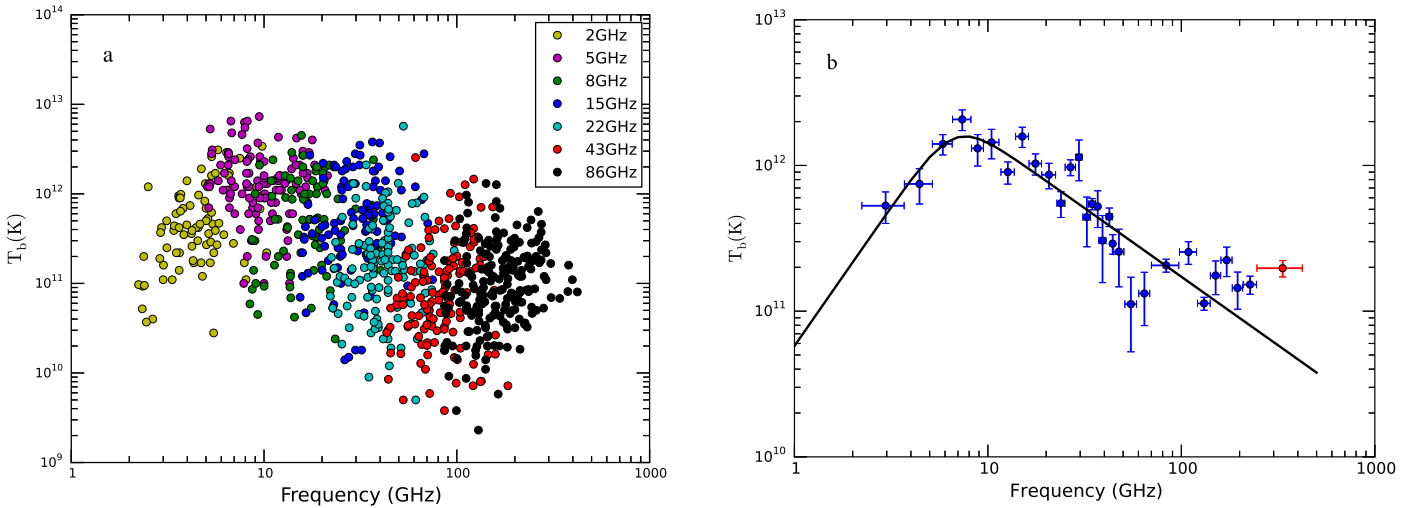 a
2GHz
5GHz
8GHz
15GHz
22GHz
43GHz
86GHz
10^14
10^13
10^12
10^11
10^10
10^9
T_b(K)
1
10
100
1000
Frequency (GHz)
b
10^13
10^12
10^11
10^10
T_b(K)
1
10
100
1000
Frequency (GHz)